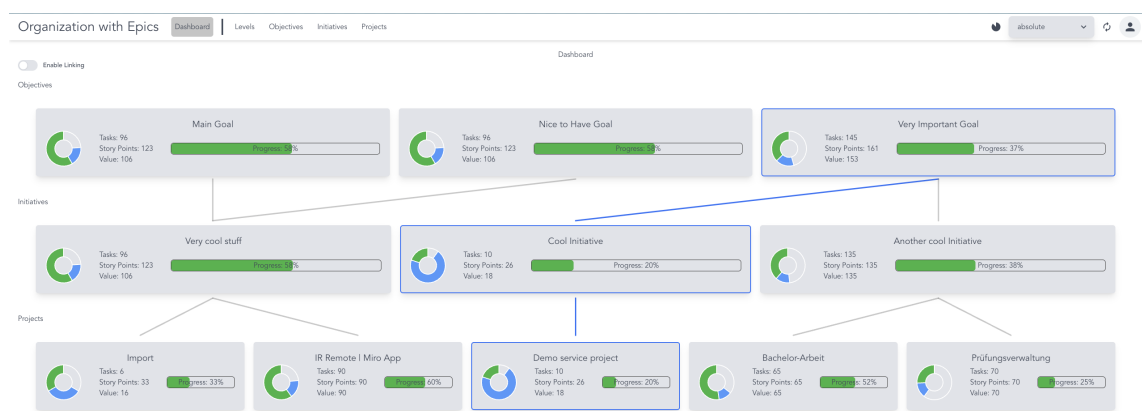 Organization with Epics Dashboard Levels Objectives Initiatives Projects absolute
Dashboard
Enable Linking
Objectives
Main Goal
Tasks: 96
Story Points: 123
Value: 106
Progress: 58%
Nice to Have Goal
Tasks: 96
Story Points: 123
Value: 106
Progress: 58%
Very Important Goal
Tasks: 145
Story Points: 161
Value: 153
Progress: 37%
Initiatives
Very cool stuff
Tasks: 96
Story Points: 123
Value: 106
Progress: 58%
Cool Initiative
Tasks: 10
Story Points: 26
Value: 18
Progress: 20%
Another cool Initiative
Tasks: 135
Story Points: 135
Value: 135
Progress: 38%
Projects
Import
Tasks: 6
Story Points: 33
Value: 16
Progress: 33%
IR Remote | Miro App
Tasks: 90
Story Points: 90
Value: 90
Progress: 60%
Demo service project
Tasks: 10
Story Points: 26
Value: 18
Progress: 20%
Bachelor-Arbeit
Tasks: 65
Story Points: 65
Value: 65
Progress: 52%
Prüfungsverwaltung
Tasks: 70
Story Points: 70
Value: 70
Progress: 25%